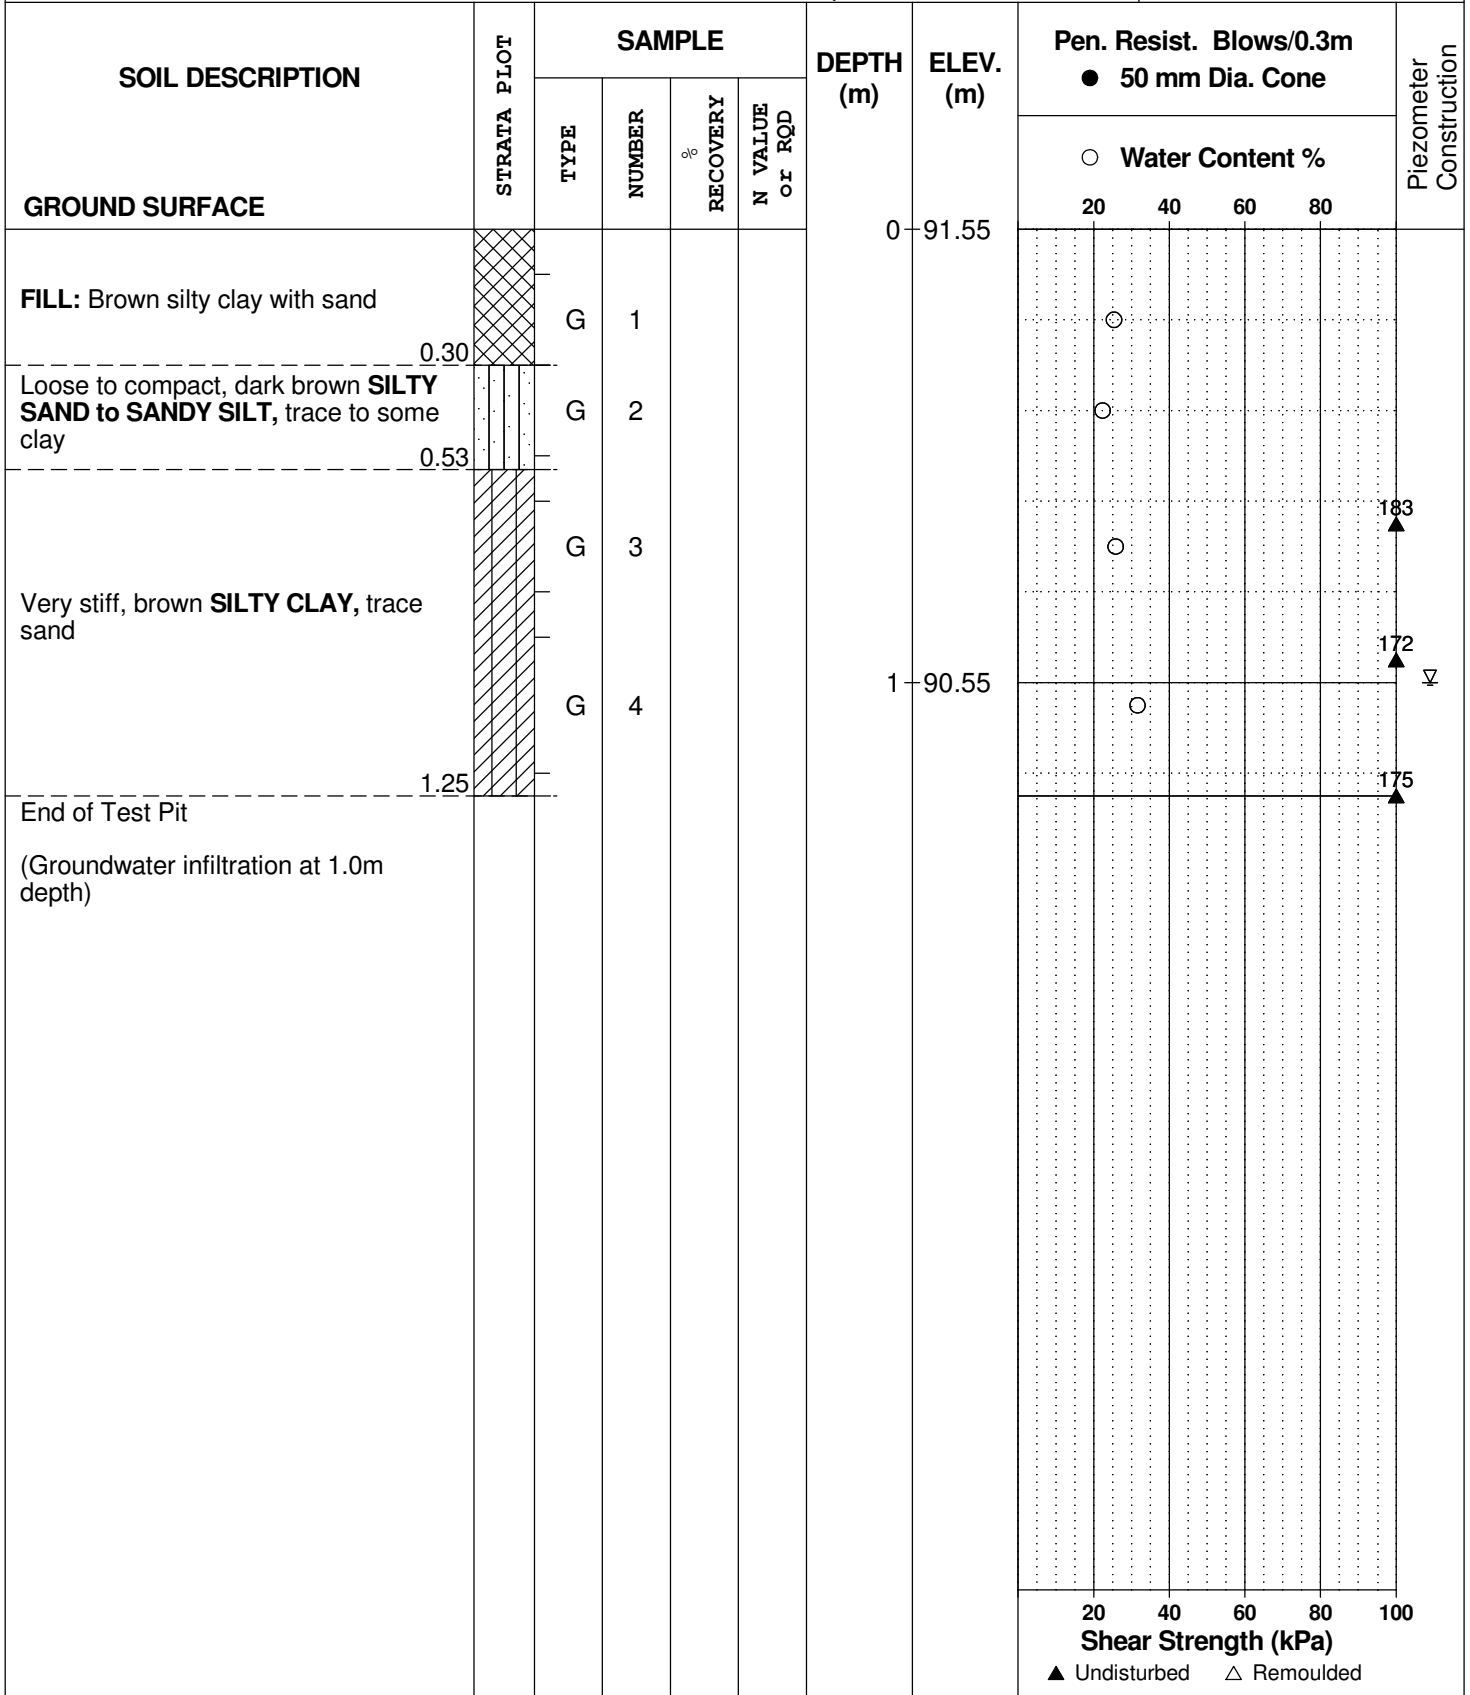 SOIL DESCRIPTION
GROUND SURFACE
STRATA PLOT
SAMPLE
TYPE
NUMBER
%
RECOVERY
N VALUE
or RQD
DEPTH
(m)
ELEV.
(m)
Pen. Resist. Blows/0.3m
● 50 mm Dia. Cone
○ Water Content %
20 40 60 80
Piezometer
Construction
0 91.55
FILL: Brown silty clay with sand
G 1
0.30
Loose to compact, dark brown SILTY
SAND to SANDY SILT, trace to some
clay
G 2
0.53
183
G 3
Very stiff, brown SILTY CLAY, trace
sand
172
1 90.55
G 4
1.25
175
End of Test Pit
(Groundwater infiltration at 1.0m
depth)
20 40 60 80 100
Shear Strength (kPa)
▲ Undisturbed △ Remoulded